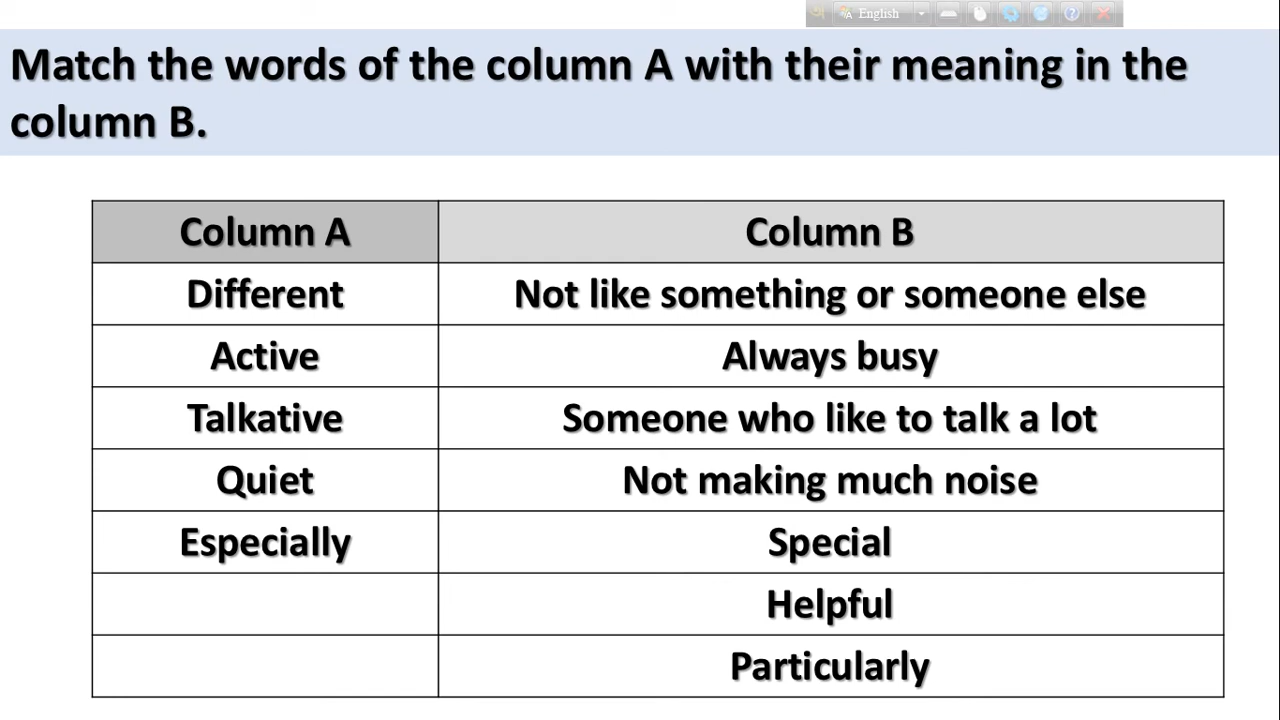 English
Match the words of the column A with their meaning in the
column B.
Column A Column B
Different Not like something or someone else
Active Always busy
Talkative Someone who like to talk a lot
Quiet Not making much noise
Especially Special
Helpful
Particularly